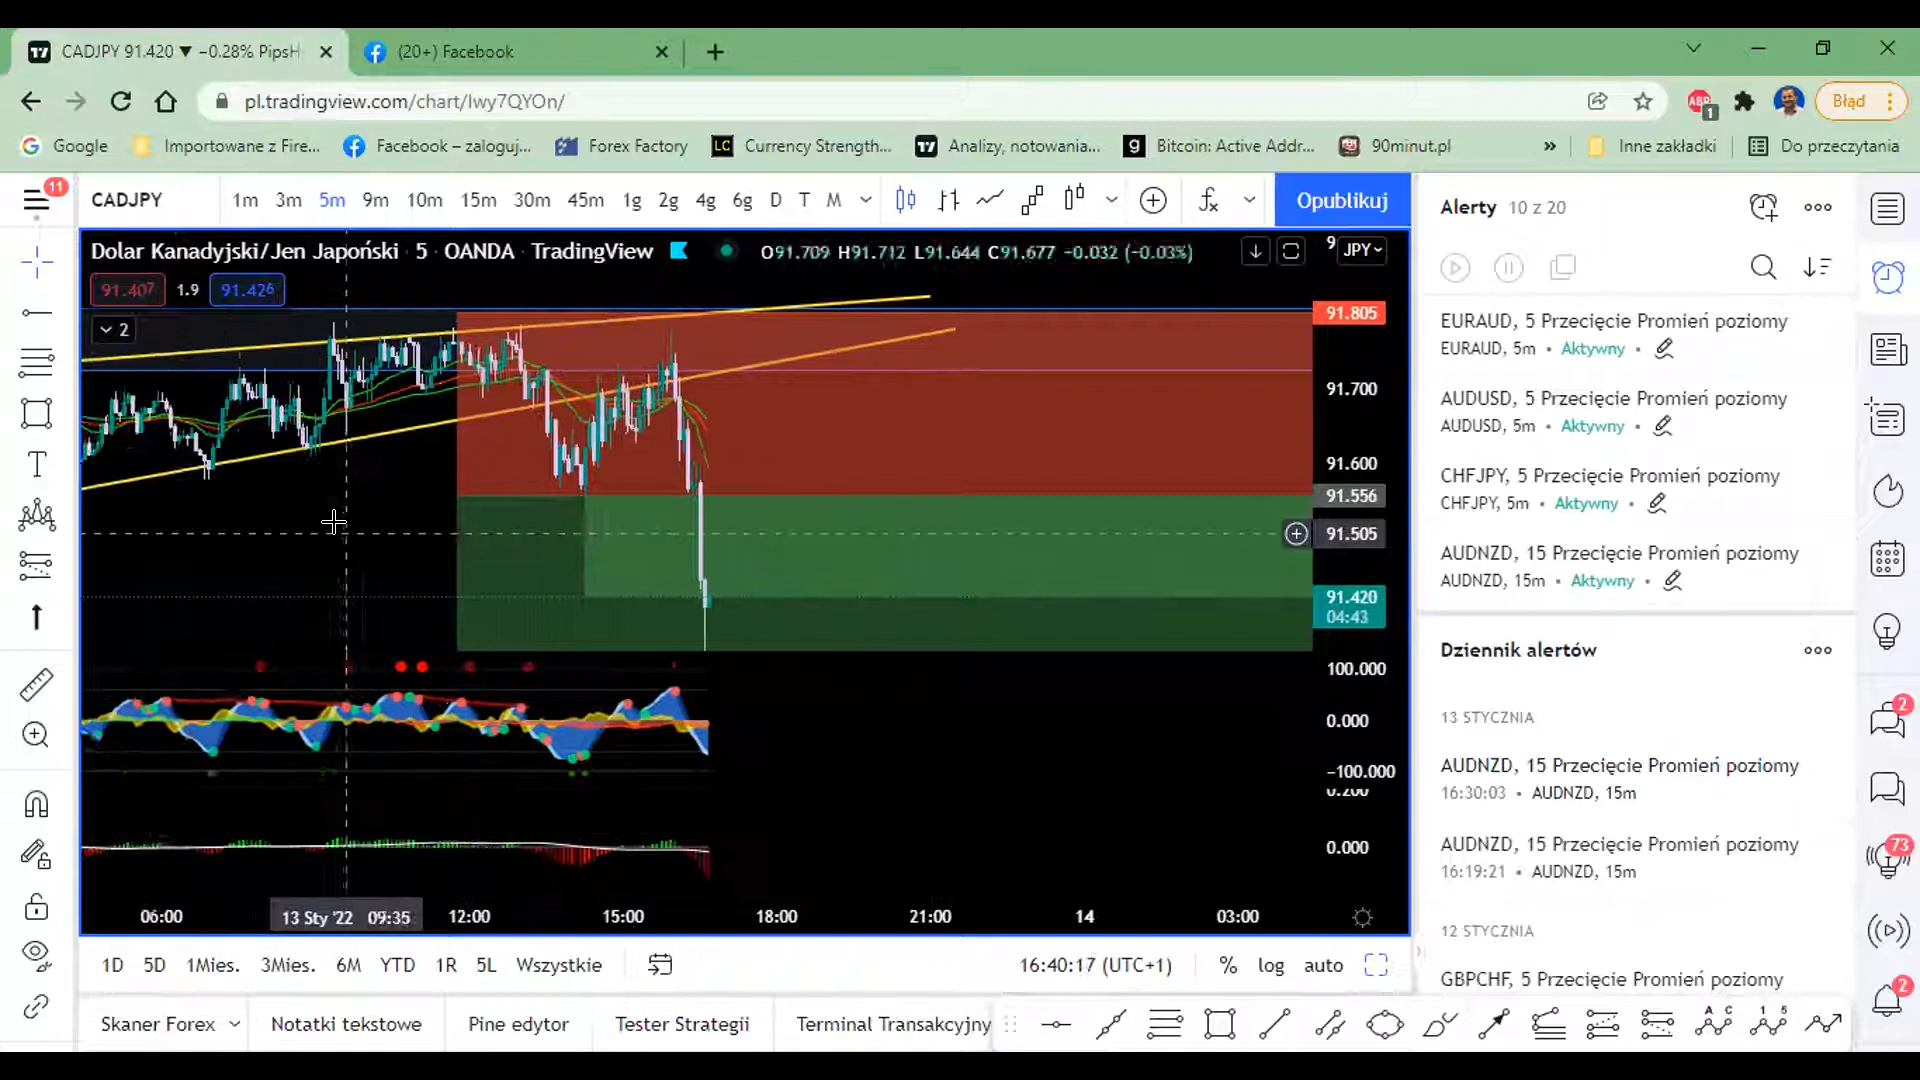 CADJPY 91.420 ▼ −0.28% PipsH
(20+) Facebook
pl.tradingview.com/chart/Iwy7QYOn/
ABP 1
Błąd
Google
Importowane z Fire...
Facebook – zaloguj...
Forex Factory
LC Currency Strength...
Analizy, notowania...
g Bitcoin: Active Addr...
90minut.pl
»
Inne zakładki
Do przeczytania
11
CADJPY
1m 3m 5m 9m 10m 15m 30m 45m 1g 2g 4g 6g D T M
Opublikuj
Dolar Kanadyjski/Jen Japoński · 5 · OANDA · TradingView
O91.709 H91.712 L91.644 C91.677 −0.032 (−0.03%)
9
JPY
91.407 1.9 91.426
2
91.805
91.700
91.600
91.556
91.505
91.420
04:43
100.000
0.000
−100.000
0.200
0.000
06:00 13 Sty '22 09:35 12:00 15:00 18:00 21:00 14 03:00
1D 5D 1Mies. 3Mies. 6M YTD 1R 5L Wszystkie
16:40:17 (UTC+1) % log auto
Skaner Forex Notatki tekstowe Pine edytor Tester Strategii Terminal Transakcyjny
Alerty 10 z 20
EURAUD, 5 Przecięcie Promień poziomy
EURAUD, 5m • Aktywny •
AUDUSD, 5 Przecięcie Promień poziomy
AUDUSD, 5m • Aktywny •
CHFJPY, 5 Przecięcie Promień poziomy
CHFJPY, 5m • Aktywny •
AUDNZD, 15 Przecięcie Promień poziomy
AUDNZD, 15m • Aktywny •
Dziennik alertów
13 STYCZNIA
AUDNZD, 15 Przecięcie Promień poziomy
16:30:03 • AUDNZD, 15m
AUDNZD, 15 Przecięcie Promień poziomy
16:19:21 • AUDNZD, 15m
12 STYCZNIA
GBPCHF, 5 Przecięcie Promień poziomy
2
73
2